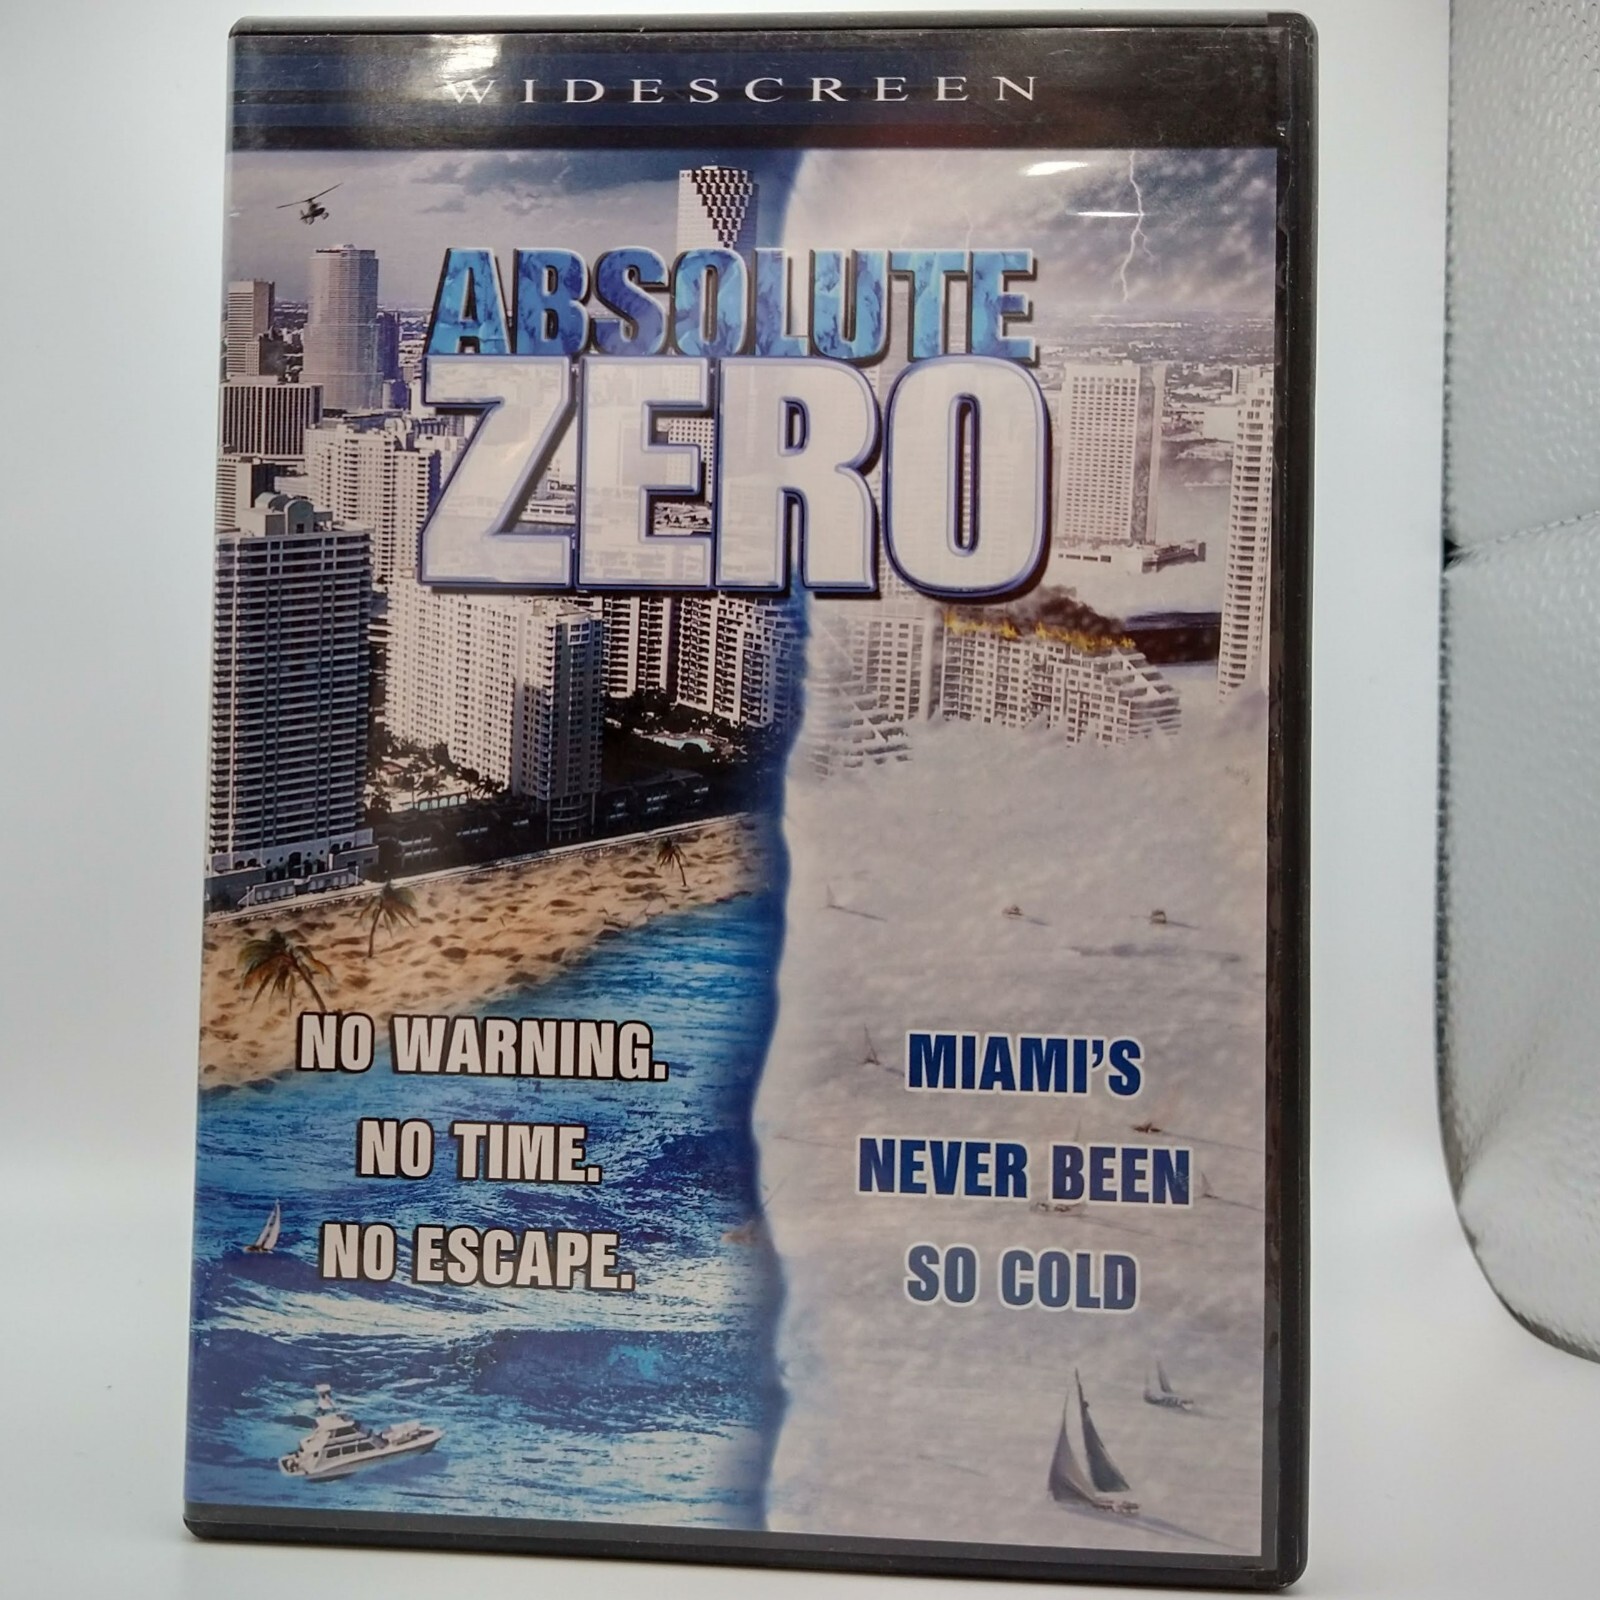 WIDESCREEN
ABSOLUTE
ZERO
NO WARNING.
NO TIME.
NO ESCAPE.
MIAMI'S
NEVER BEEN
SO COLD